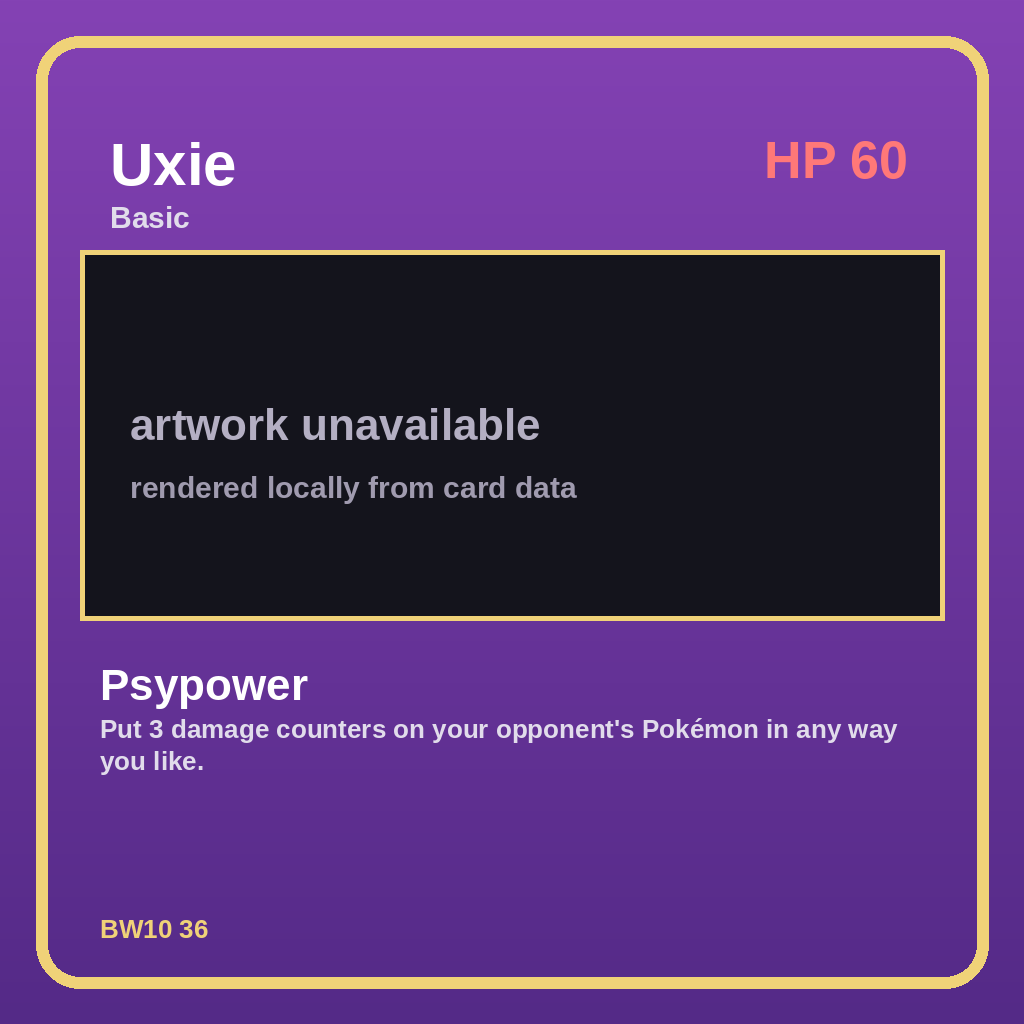 Uxie
HP 60
Basic
artwork unavailable
rendered locally from card data
Psypower
Put 3 damage counters on your opponent's Pokémon in any way
you like.
BW10 36